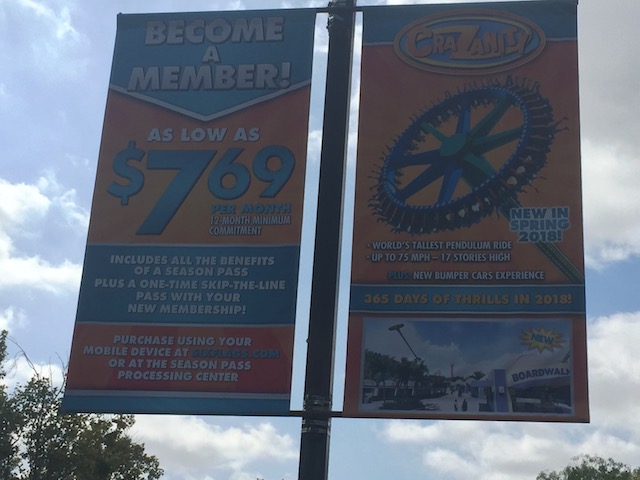 BECOME
A
MEMBER!
AS LOW AS
$769
PER MONTH
12-MONTH MINIMUM
COMMITMENT
INCLUDES ALL THE BENEFITS
OF A SEASON PASS
PLUS A ONE-TIME SKIP-THE-LINE
PASS WITH YOUR
NEW MEMBERSHIP!
PURCHASE USING YOUR
MOBILE DEVICE AT SIXFLAGS.COM
OR AT THE SEASON PASS
PROCESSING CENTER
CRAZANITY
NEW IN
SPRING
2018!
- WORLD'S TALLEST PENDULUM RIDE
- UP TO 75 MPH – 17 STORIES HIGH
PLUS: NEW BUMPER CARS EXPERIENCE
365 DAYS OF THRILLS IN 2018!
NEW
BOARDWALK